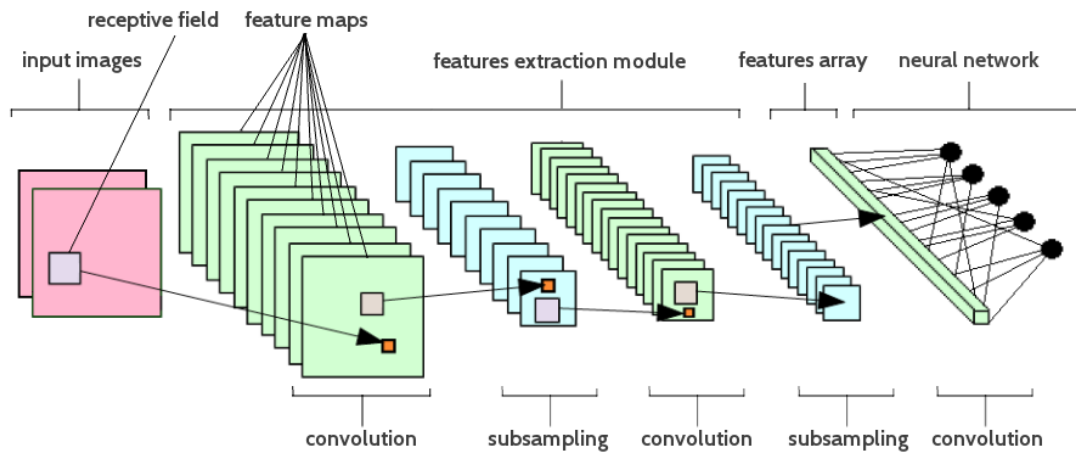 receptive field
feature maps
input images
features extraction module
features array
neural network
convolution
subsampling
convolution
subsampling
convolution